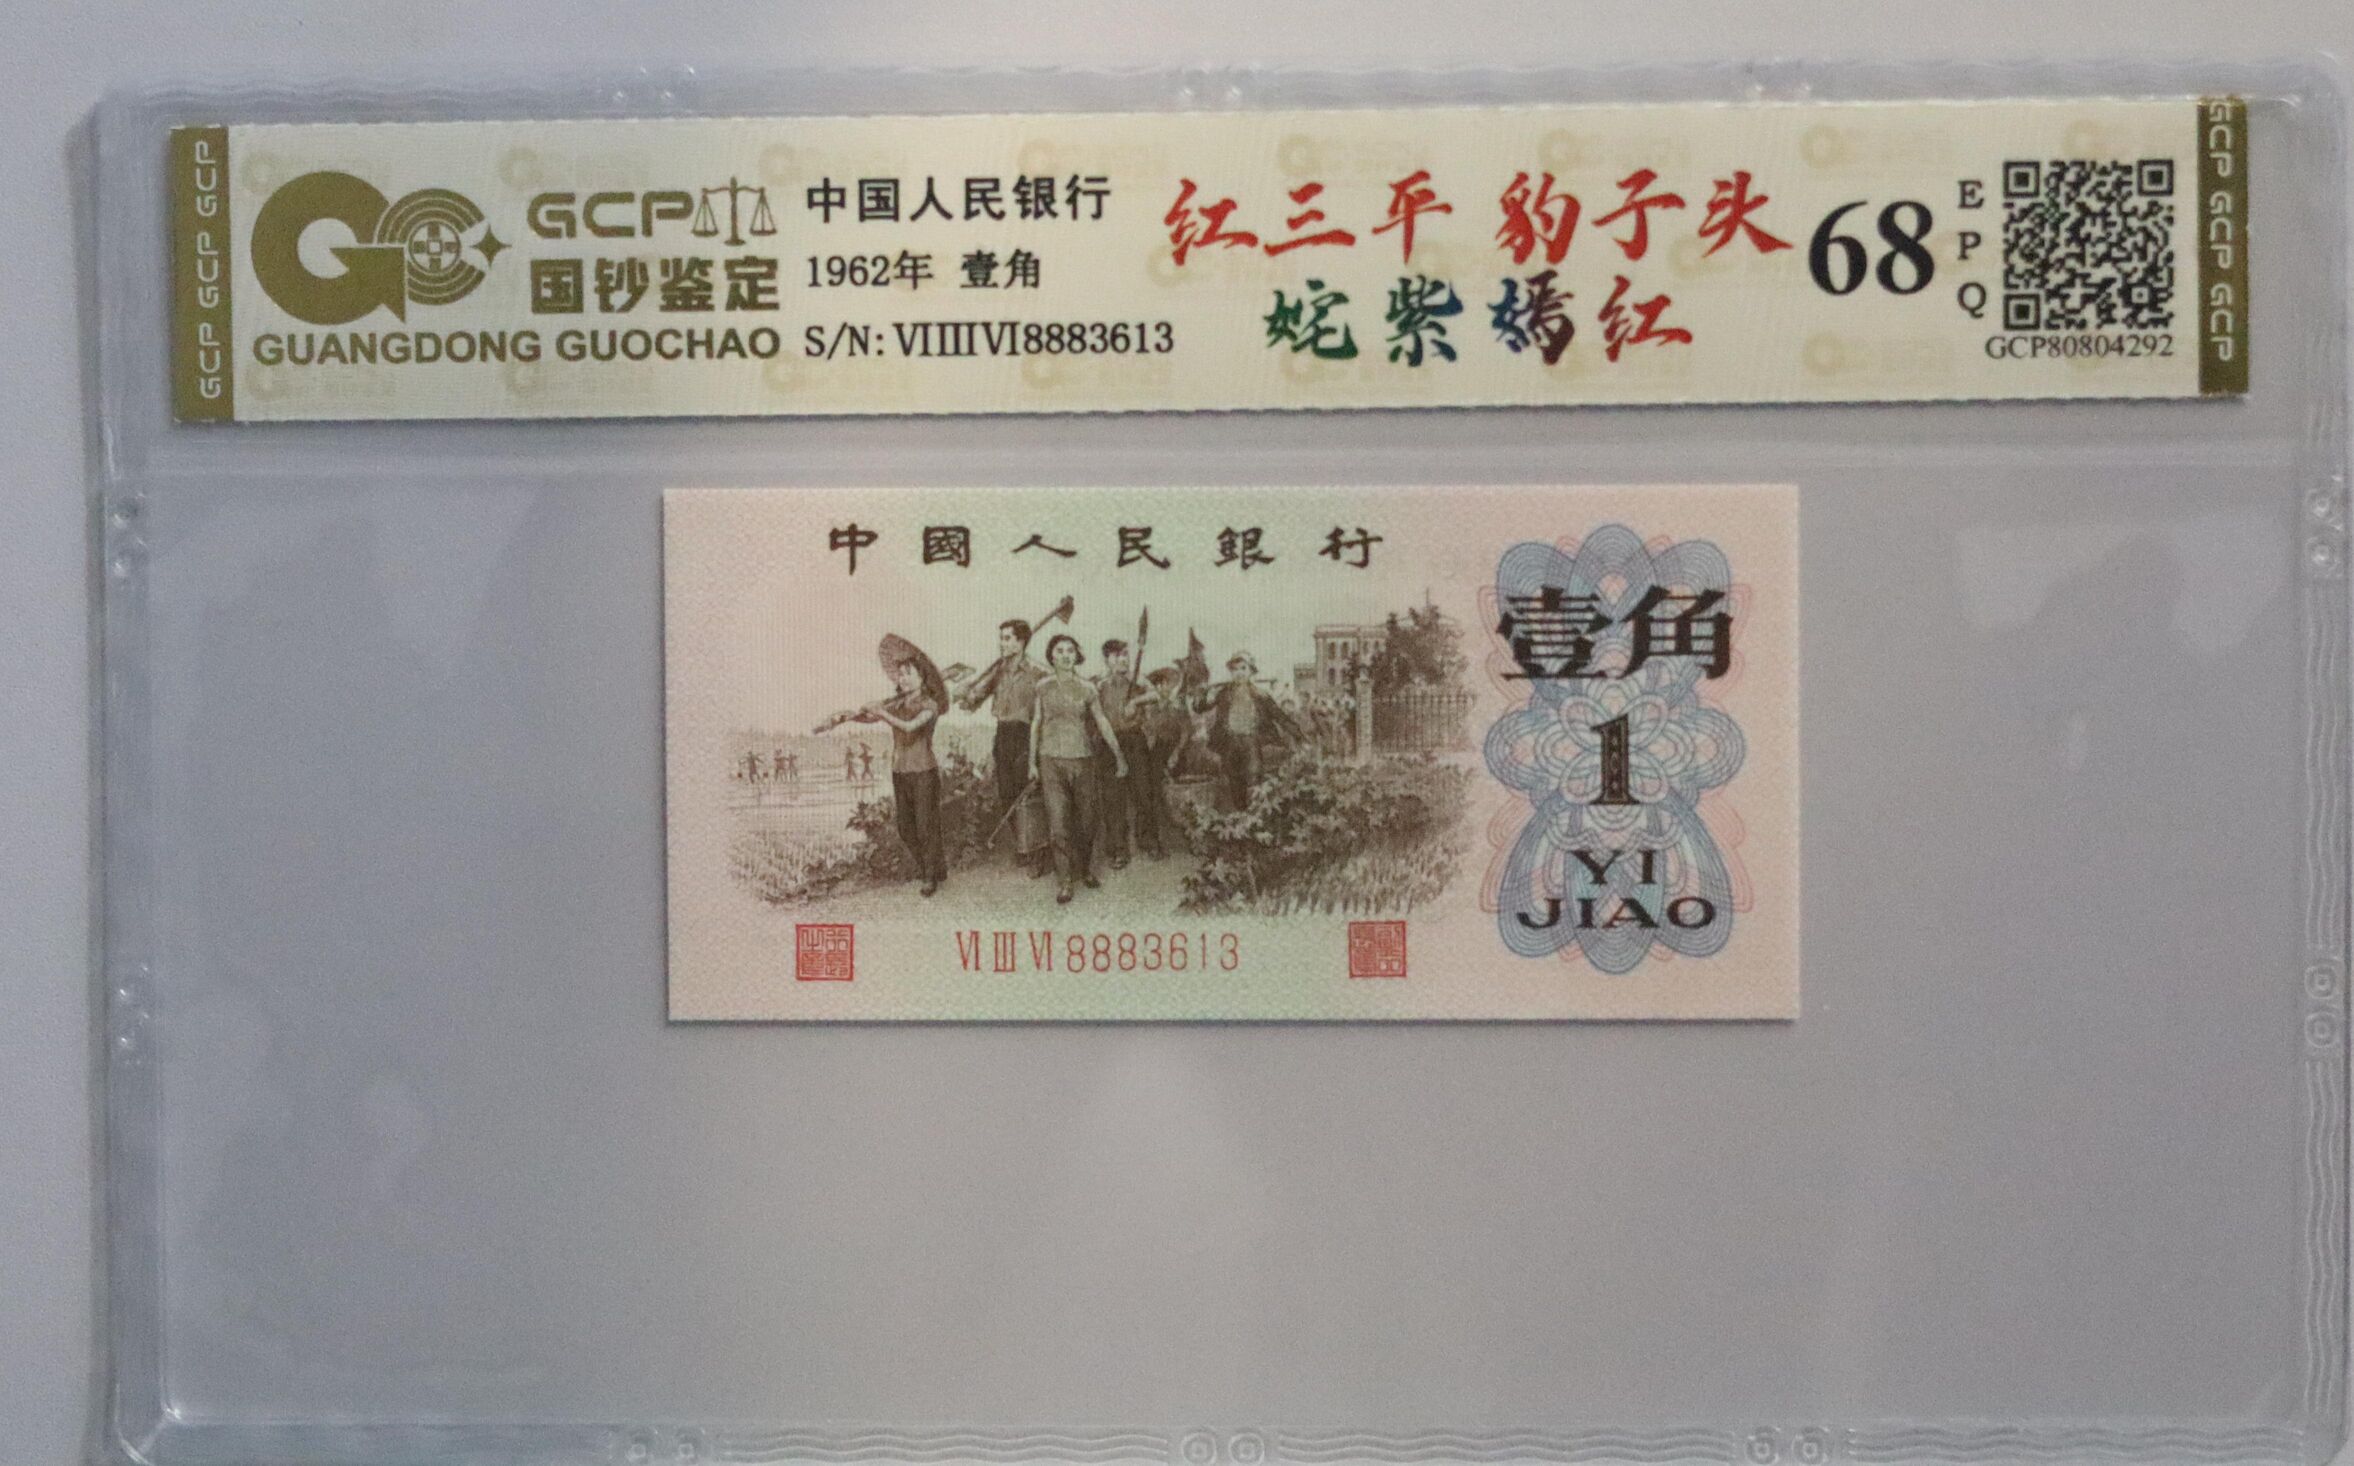 GCP GCP GCP
GCP
国钞鉴定
GUANGDONG GUOCHAO
中国人民银行
1962年 壹角
S/N: VIIIIVI8883613
红三平 豹子头
姹紫嫣红
68
EPQ
GCP80804292
GCP GCP GCP
中國人民銀行
壹角
1
YI
JIAO
VI III VI 8883613